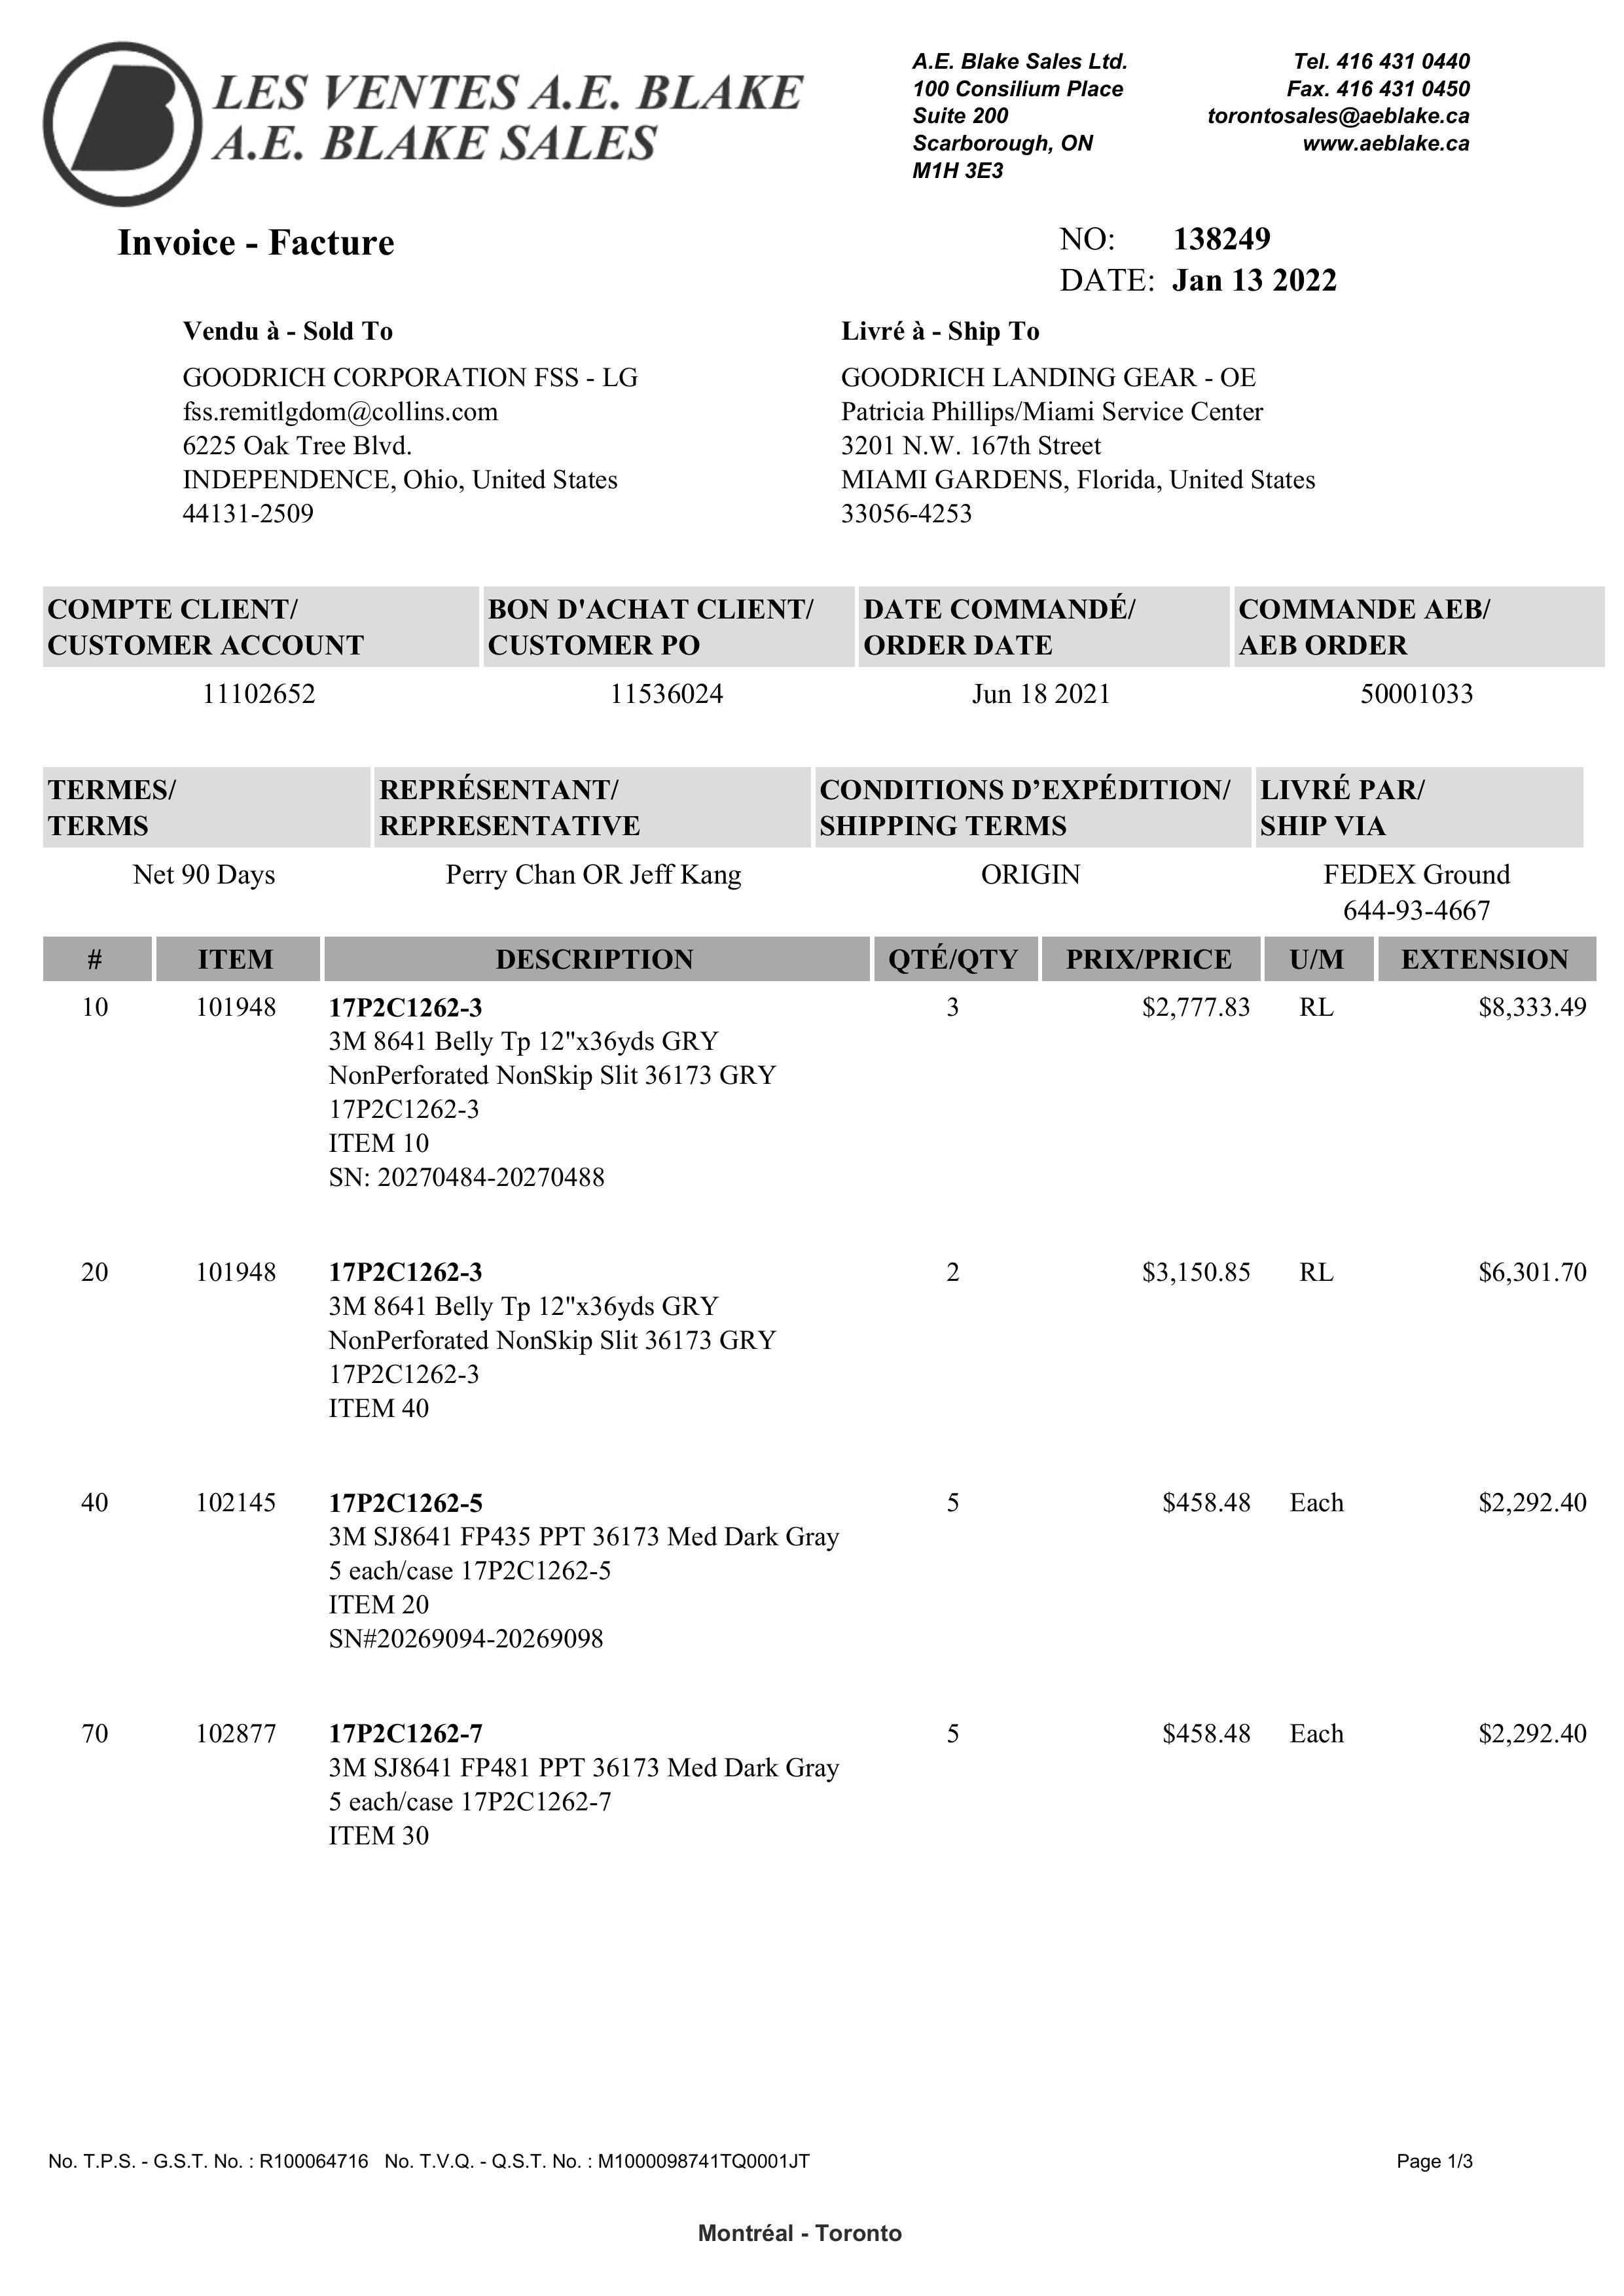 LES VENTES A.E. BLAKE
A.E. BLAKE SALES
A.E. Blake Sales Ltd.
100 Consilium Place
Suite 200
Scarborough, ON
M1H 3E3
Tel. 416 431 0440
Fax. 416 431 0450
torontosales@aeblake.ca
www.aeblake.ca
Invoice - Facture
NO: 138249
DATE: Jan 13 2022
Vendu à - Sold To
GOODRICH CORPORATION FSS - LG
fss.remitlgdom@collins.com
6225 Oak Tree Blvd.
INDEPENDENCE, Ohio, United States
44131-2509
Livré à - Ship To
GOODRICH LANDING GEAR - OE
Patricia Phillips/Miami Service Center
3201 N.W. 167th Street
MIAMI GARDENS, Florida, United States
33056-4253
COMPTE CLIENT/ BON D'ACHAT CLIENT/ DATE COMMANDÉ/ COMMANDE AEB/
CUSTOMER ACCOUNT CUSTOMER PO ORDER DATE AEB ORDER
11102652 11536024 Jun 18 2021 50001033
TERMES/ REPRÉSENTANT/ CONDITIONS D’EXPÉDITION/ LIVRÉ PAR/
TERMS REPRESENTATIVE SHIPPING TERMS SHIP VIA
Net 90 Days Perry Chan OR Jeff Kang ORIGIN FEDEX Ground
644-93-4667
# ITEM DESCRIPTION QTÉ/QTY PRIX/PRICE U/M EXTENSION
10 101948 17P2C1262-3 3 $2,777.83 RL $8,333.49
3M 8641 Belly Tp 12"x36yds GRY
NonPerforated NonSkip Slit 36173 GRY
17P2C1262-3
ITEM 10
SN: 20270484-20270488
20 101948 17P2C1262-3 2 $3,150.85 RL $6,301.70
3M 8641 Belly Tp 12"x36yds GRY
NonPerforated NonSkip Slit 36173 GRY
17P2C1262-3
ITEM 40
40 102145 17P2C1262-5 5 $458.48 Each $2,292.40
3M SJ8641 FP435 PPT 36173 Med Dark Gray
5 each/case 17P2C1262-5
ITEM 20
SN#20269094-20269098
70 102877 17P2C1262-7 5 $458.48 Each $2,292.40
3M SJ8641 FP481 PPT 36173 Med Dark Gray
5 each/case 17P2C1262-7
ITEM 30
No. T.P.S. - G.S.T. No. : R100064716 No. T.V.Q. - Q.S.T. No. : M1000098741TQ0001JT Page 1/3
Montréal - Toronto